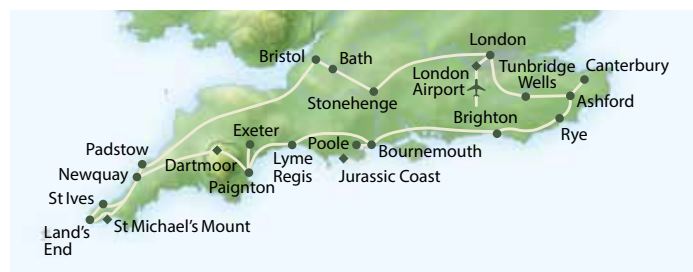 London
Bristol
Bath
London
Airport
Tunbridge
Wells
Canterbury
Stonehenge
Ashford
Brighton
Rye
Exeter
Poole
Bournemouth
Padstow
Dartmoor
Lyme
Regis
Newquay
Paignton
Jurassic Coast
St Ives
St Michael's Mount
Land's
End